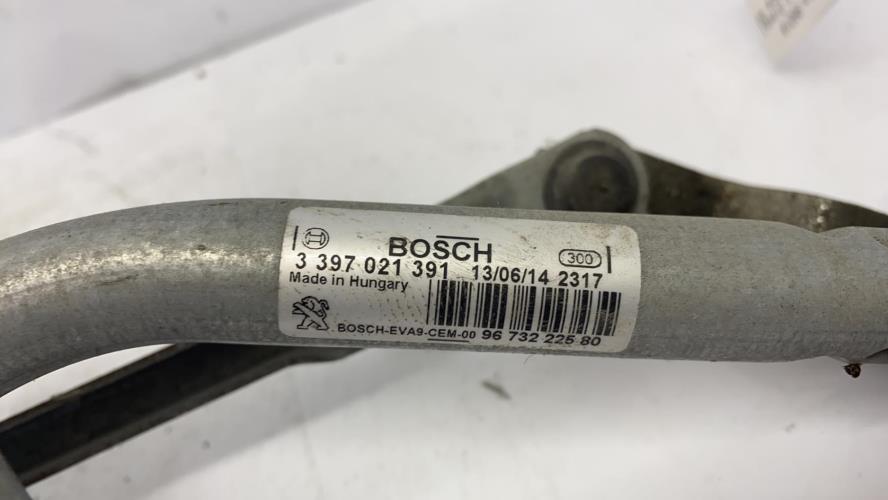 BOSCH
300
3 397 021 391 13/06/14 2317
Made in Hungary
BOSCH-EVA9-CEM-00 96 732 225 80